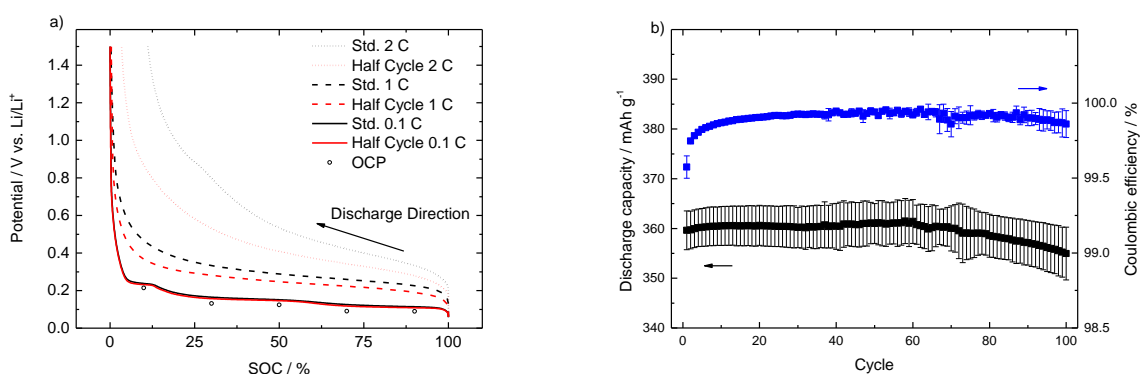 a)
Potential / V vs. Li/Li⁺
1.4
1.2
1.0
0.8
0.6
0.4
0.2
0.0
Std. 2 C
Half Cycle 2 C
Std. 1 C
Half Cycle 1 C
Std. 0.1 C
Half Cycle 0.1 C
OCP
Discharge Direction
0 25 50 75 100
SOC / %
b)
Discharge capacity / mAh g⁻¹
400
390
380
370
360
350
340
100.0
99.5
99.0
98.5
Coulombic efficiency / %
0 20 40 60 80 100
Cycle